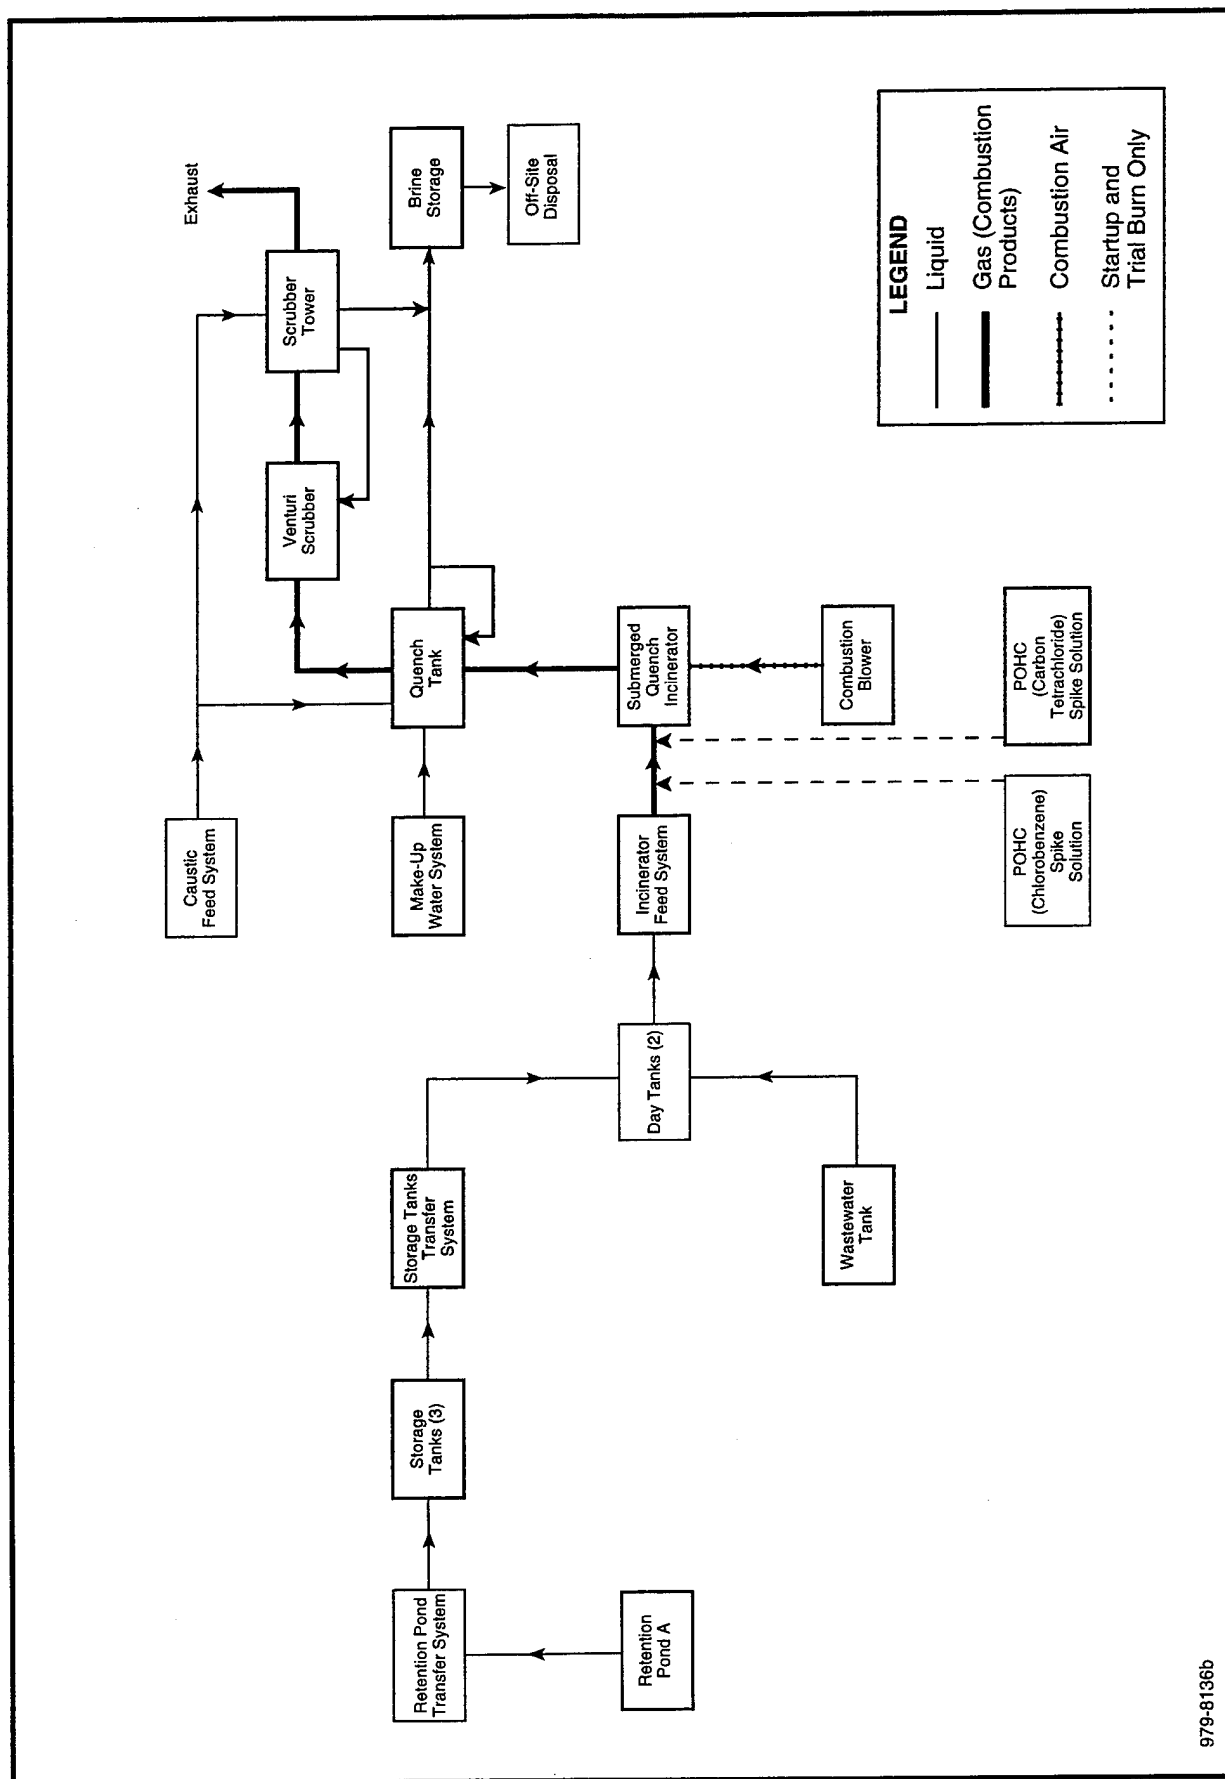 Exhaust
Caustic
Feed System
Venturi
Scrubber
Scrubber
Tower
Brine
Storage
Off-Site
Disposal
Retention Pond
Transfer System
Storage
Tanks (3)
Storage Tanks
Transfer
System
Make-Up
Water System
Quench
Tank
Retention
Pond A
Day Tanks (2)
Incinerator
Feed System
Submerged
Quench
Incinerator
Wastewater
Tank
Combustion
Blower
POHC
(Chlorobenzene)
Spike
Solution
POHC
(Carbon
Tetrachloride)
Spike Solution
LEGEND
Liquid
Gas (Combustion
Products)
Combustion Air
Startup and
Trial Burn Only
979-8136b